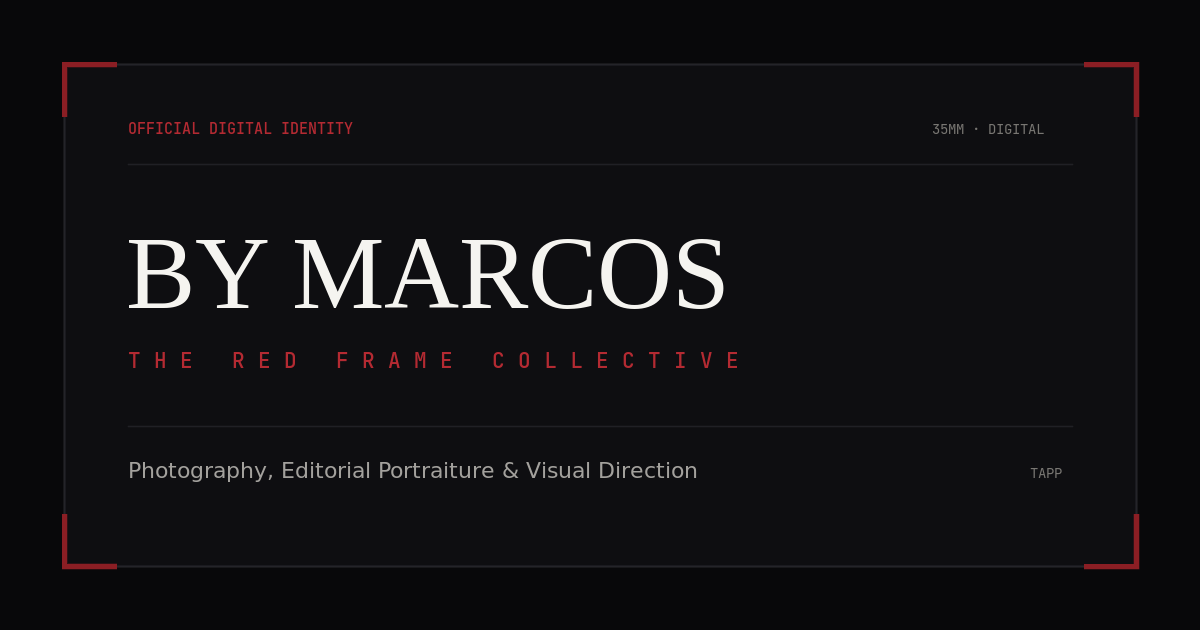 OFFICIAL DIGITAL IDENTITY
35MM · DIGITAL
BY MARCOS
THE RED FRAME COLLECTIVE
Photography, Editorial Portraiture & Visual Direction
TAPP